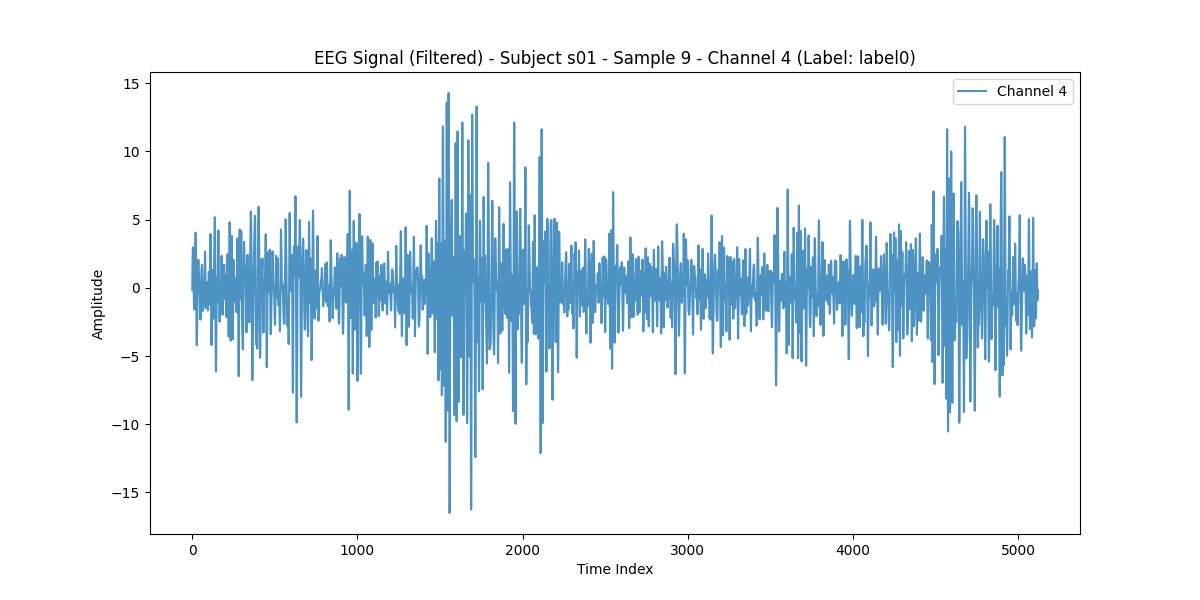 EEG Signal (Filtered) - Subject s01 - Sample 9 - Channel 4 (Label: label0)
Channel 4
15
10
5
0
−5
−10
−15
Amplitude
0 1000 2000 3000 4000 5000
Time Index